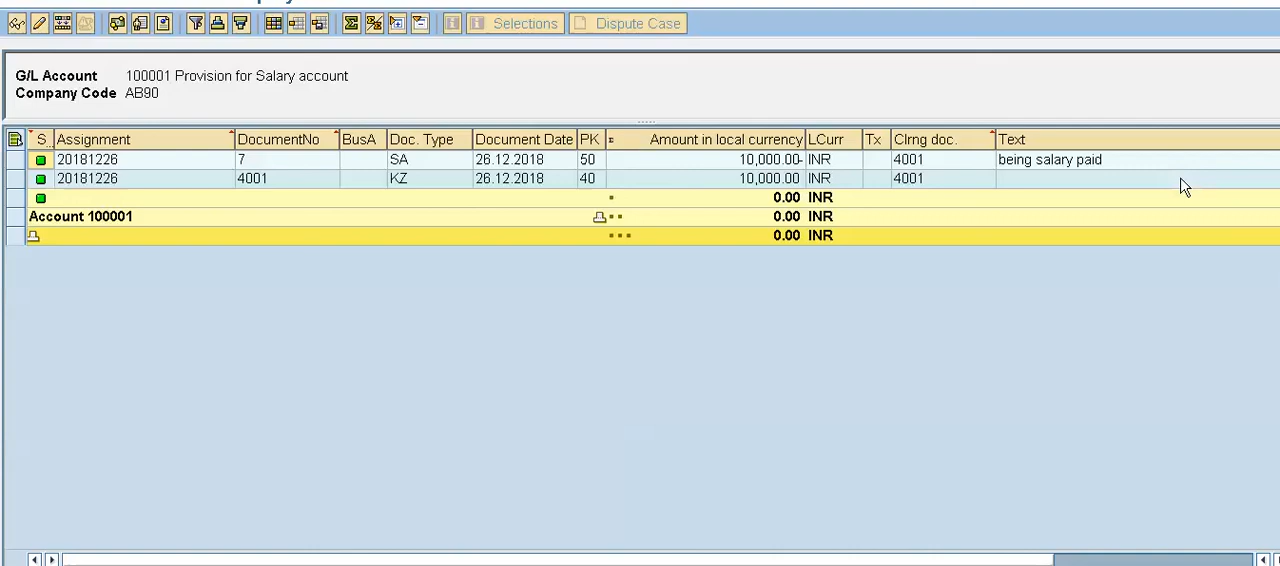 Selections Dispute Case
G/L Account 100001 Provision for Salary account
Company Code AB90
S.. Assignment DocumentNo BusA Doc. Type Document Date PK Σ Amount in local currency LCurr Tx Clrng doc. Text
20181226 7 SA 26.12.2018 50 10,000.00- INR 4001 being salary paid
20181226 4001 KZ 26.12.2018 40 10,000.00 INR 4001
0.00 INR
Account 100001 0.00 INR
0.00 INR